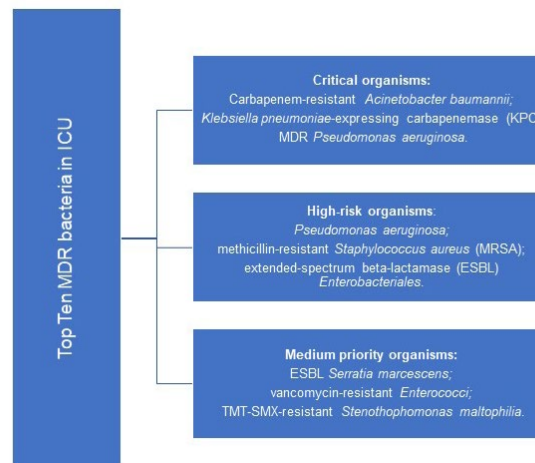 Top Ten MDR bacteria in ICU
Critical organisms:
Carbapenem-resistant Acinetobacter baumannii;
Klebsiella pneumoniae-expressing carbapenemase (KPC)
MDR Pseudomonas aeruginosa.
High-risk organisms:
Pseudomonas aeruginosa;
methicillin-resistant Staphylococcus aureus (MRSA);
extended-spectrum beta-lactamase (ESBL)
Enterobacteriales.
Medium priority organisms:
ESBL Serratia marcescens;
vancomycin-resistant Enterococci;
TMT-SMX-resistant Stenothophomonas maltophilia.